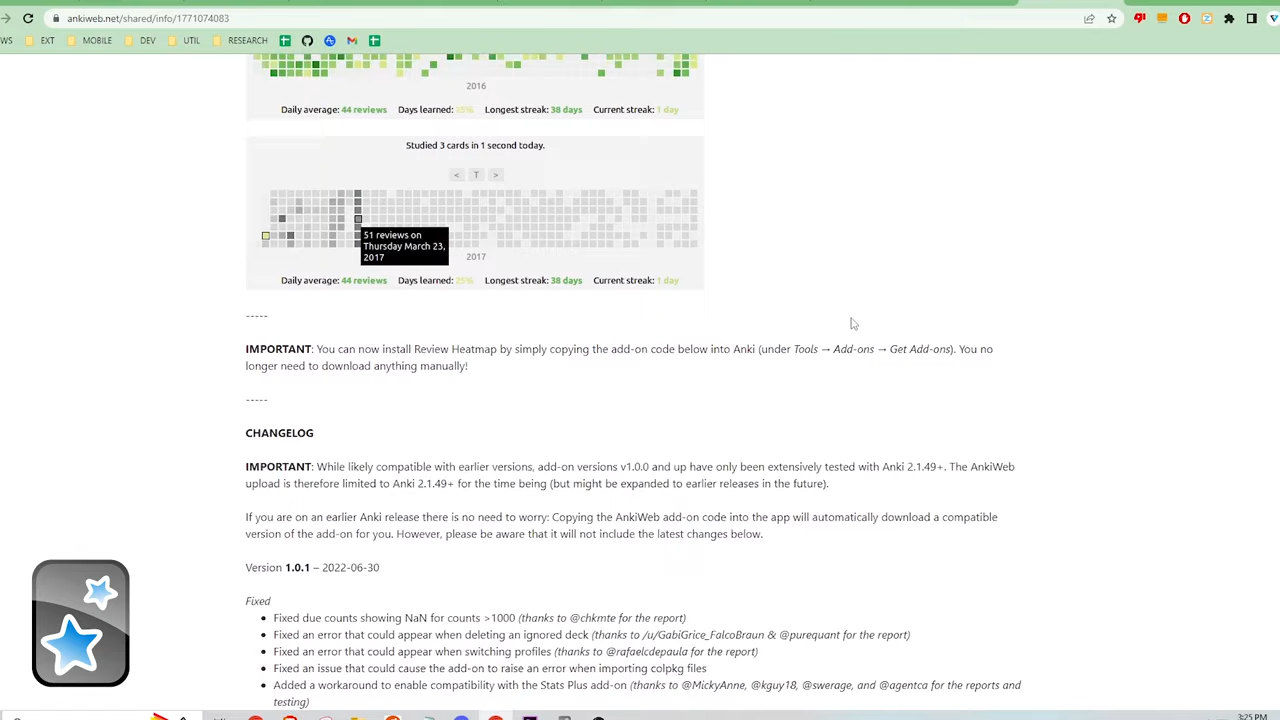 ankiweb.net/shared/info/1771074083
WS EXT MOBILE DEV UTIL RESEARCH
2016
Daily average: 44 reviews Days learned: 25% Longest streak: 38 days Current streak: 1 day
Studied 3 cards in 1 second today.
< T >
51 reviews on
Thursday March 23,
2017
2017
Daily average: 44 reviews Days learned: 25% Longest streak: 38 days Current streak: 1 day
-----
IMPORTANT: You can now install Review Heatmap by simply copying the add-on code below into Anki (under Tools → Add-ons → Get Add-ons). You no
longer need to download anything manually!
-----
CHANGELOG
IMPORTANT: While likely compatible with earlier versions, add-on versions v1.0.0 and up have only been extensively tested with Anki 2.1.49+. The AnkiWeb
upload is therefore limited to Anki 2.1.49+ for the time being (but might be expanded to earlier releases in the future).
If you are on an earlier Anki release there is no need to worry: Copying the AnkiWeb add-on code into the app will automatically download a compatible
version of the add-on for you. However, please be aware that it will not include the latest changes below.
Version 1.0.1 – 2022-06-30
Fixed
• Fixed due counts showing NaN for counts >1000 (thanks to @chkmte for the report)
• Fixed an error that could appear when deleting an ignored deck (thanks to /u/GabiGrice_FalcoBraun & @purequant for the report)
• Fixed an error that could appear when switching profiles (thanks to @rafaelcdepaula for the report)
• Fixed an issue that could cause the add-on to raise an error when importing colpkg files
• Added a workaround to enable compatibility with the Stats Plus add-on (thanks to @MickyAnne, @kguy18, @swerage, and @agentca for the reports and
testing)
3:25 PM